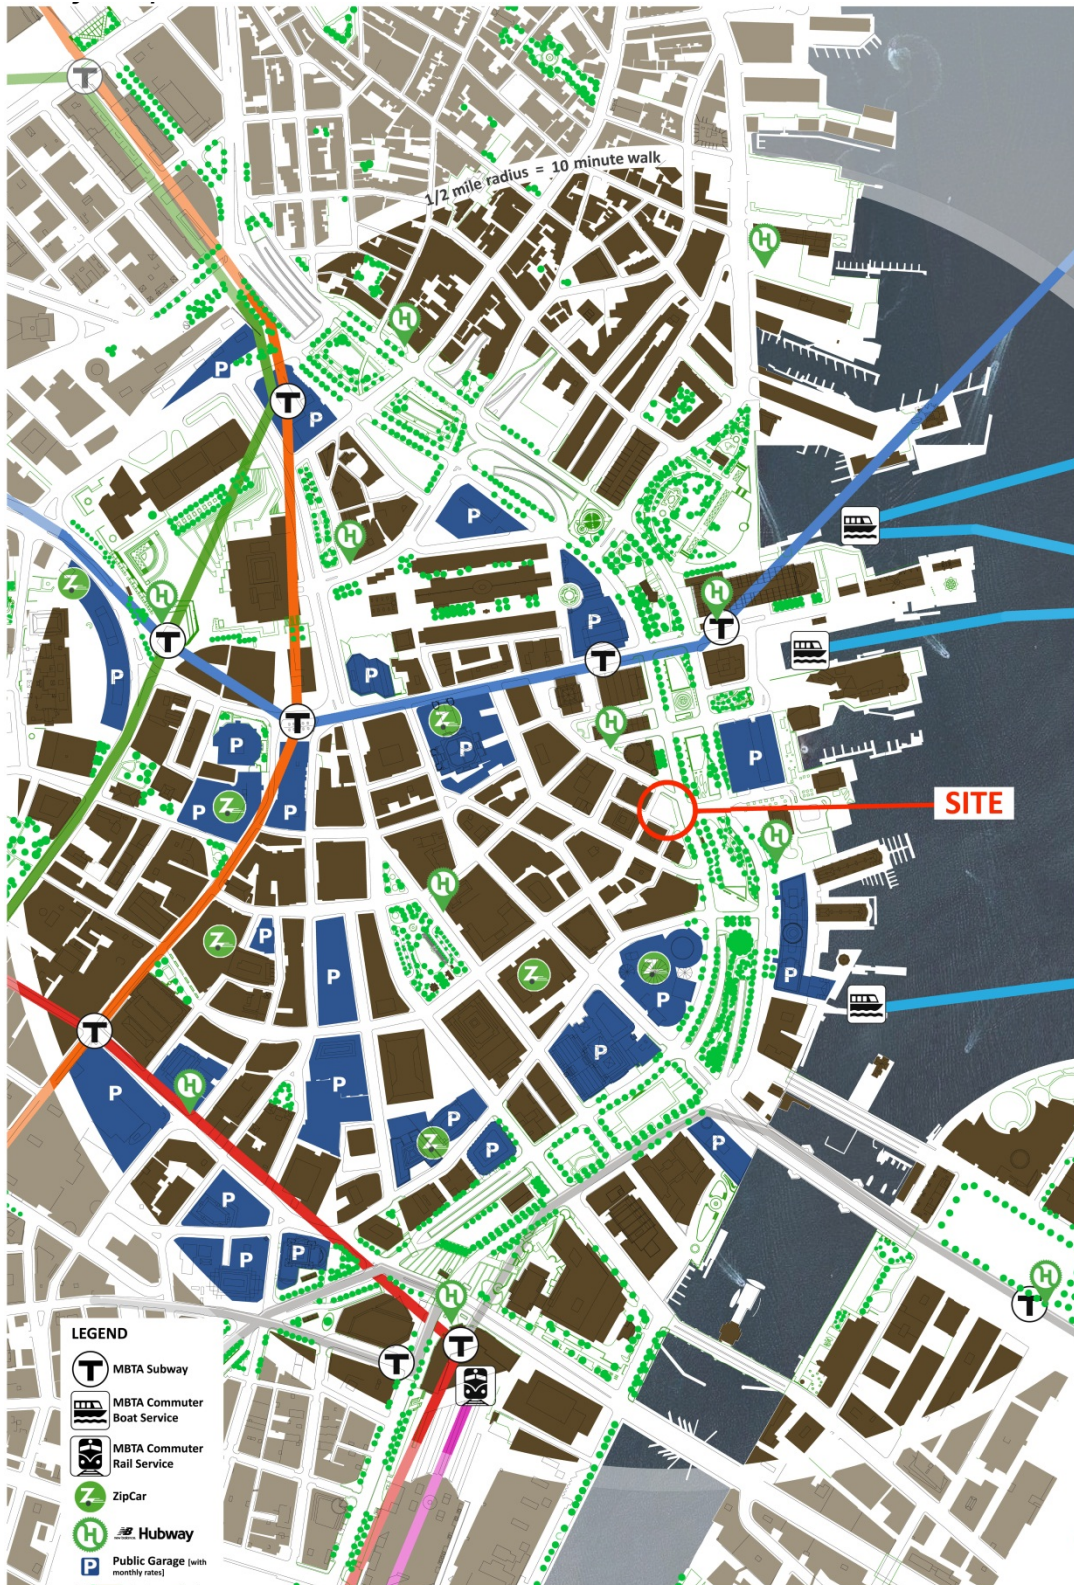 1/2 mile radius = 10 minute walk
E
H
H
P
T
P
P
H
H
Z
H
T
P
P
T
T
P
T
H
Z
P
P
P
SITE
P
Z
P
H
H
Z
P
P
Z
Z
P
P
T
P
P
H
P
P
P
Z
P
P
P
P
P
H
H
T
T
T
LEGEND
T MBTA Subway
MBTA Commuter
Boat Service
MBTA Commuter
Rail Service
Z ZipCar
H NB Hubway
P Public Garage [with
monthly rates]